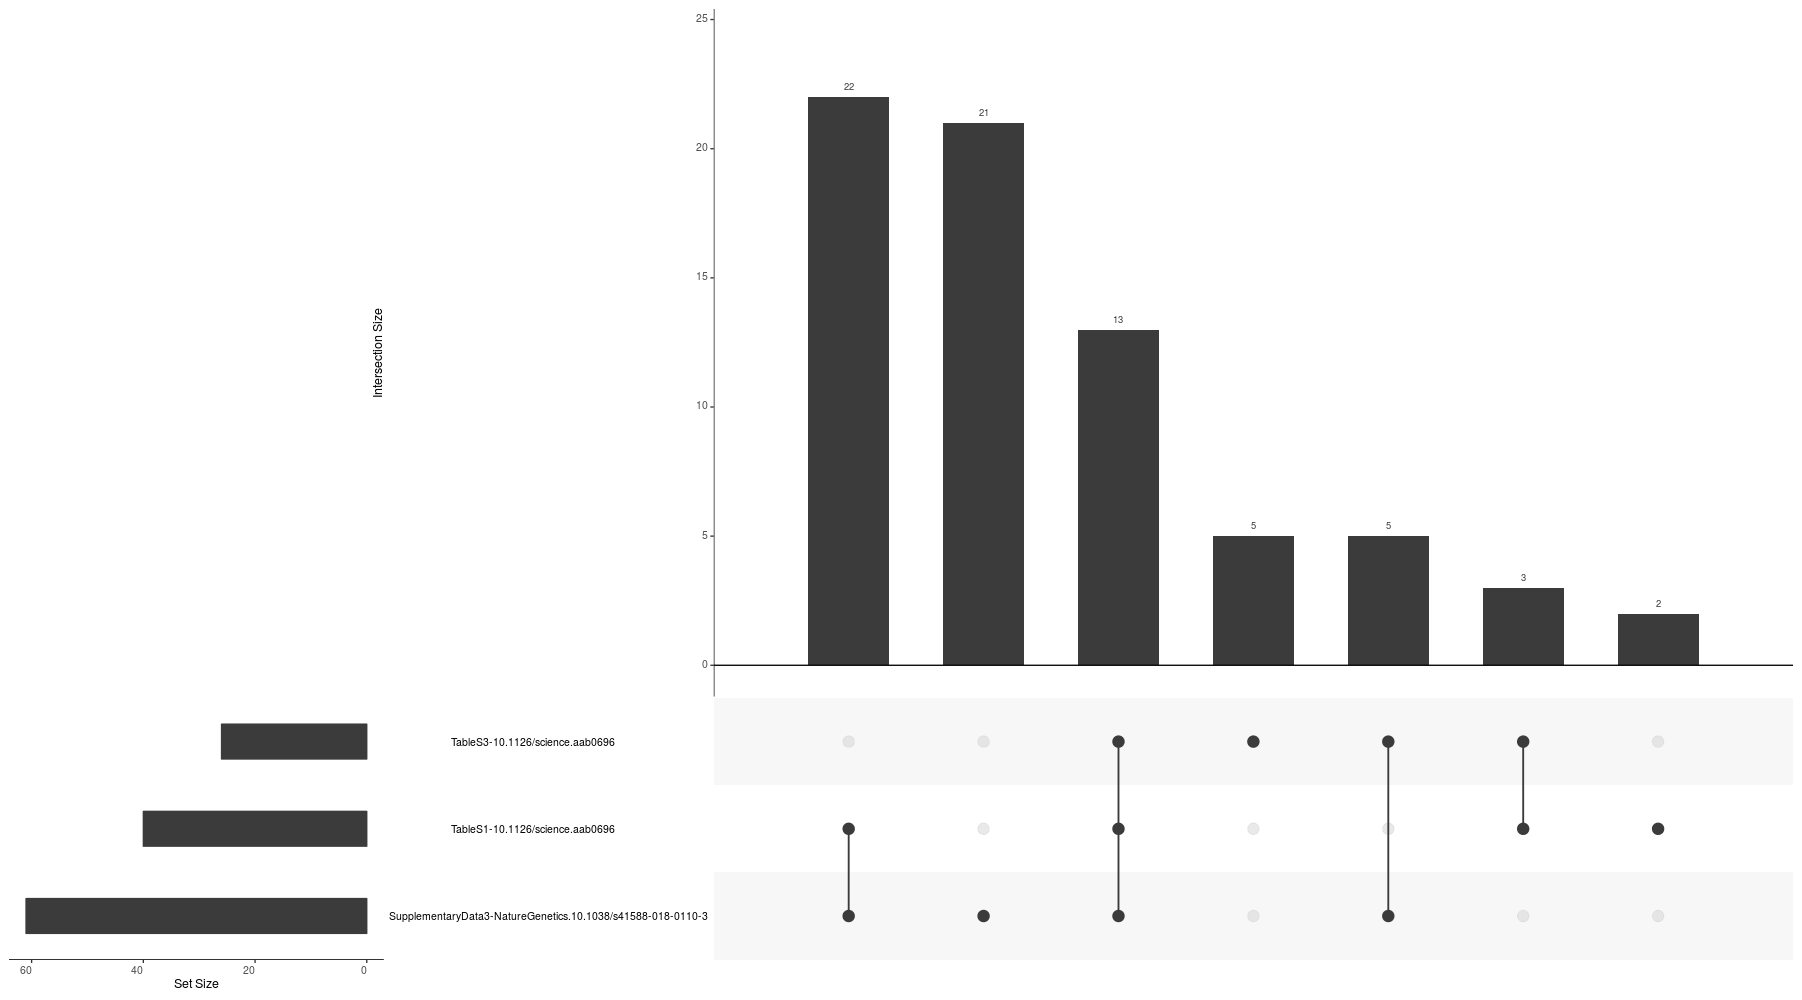 25
22
21
20
15
13
Intersection Size
10
5
5
5
3
2
0
TableS3-10.1126/science.aab0696
TableS1-10.1126/science.aab0696
SupplementaryData3-NatureGenetics.10.1038/s41588-018-0110-3
60 40 20 0
Set Size